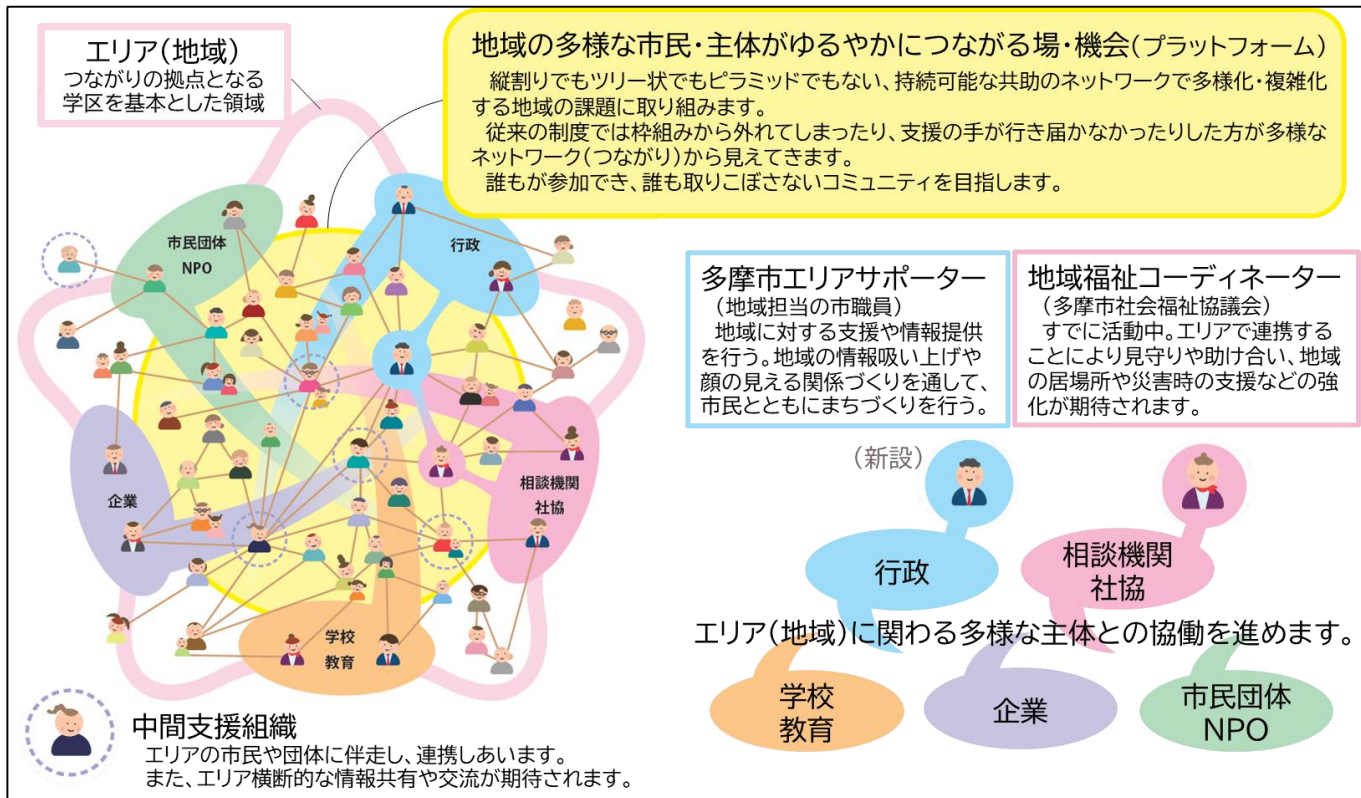 エリア(地域)
つながりの拠点となる
学区を基本とした領域
地域の多様な市民・主体がゆるやかにつながる場・機会(プラットフォーム)
縦割りでもツリー状でもピラミッドでもない、持続可能な共助のネットワークで多様化・複雑化
する地域の課題に取り組みます。
従来の制度では枠組みから外れてしまったり、支援の手が行き届かなかったりした方が多様な
ネットワーク(つながり)から見えてきます。
誰もが参加でき、誰も取りこぼさないコミュニティを目指します。
市民団体
NPO
行政
企業
相談機関
社協
学校
教育
多摩市エリアサポーター
(地域担当の市職員)
地域に対する支援や情報提供
を行う。地域の情報吸い上げや
顔の見える関係づくりを通して、
市民とともにまちづくりを行う。
地域福祉コーディネーター
(多摩市社会福祉協議会)
すでに活動中。エリアで連携する
ことにより見守りや助け合い、地域
の居場所や災害時の支援などの強
化が期待されます。
(新設)
行政
相談機関
社協
エリア(地域)に関わる多様な主体との協働を進めます。
学校
教育
企業
市民団体
NPO
中間支援組織
エリアの市民や団体に伴走し、連携しあいます。
また、エリア横断的な情報共有や交流が期待されます。